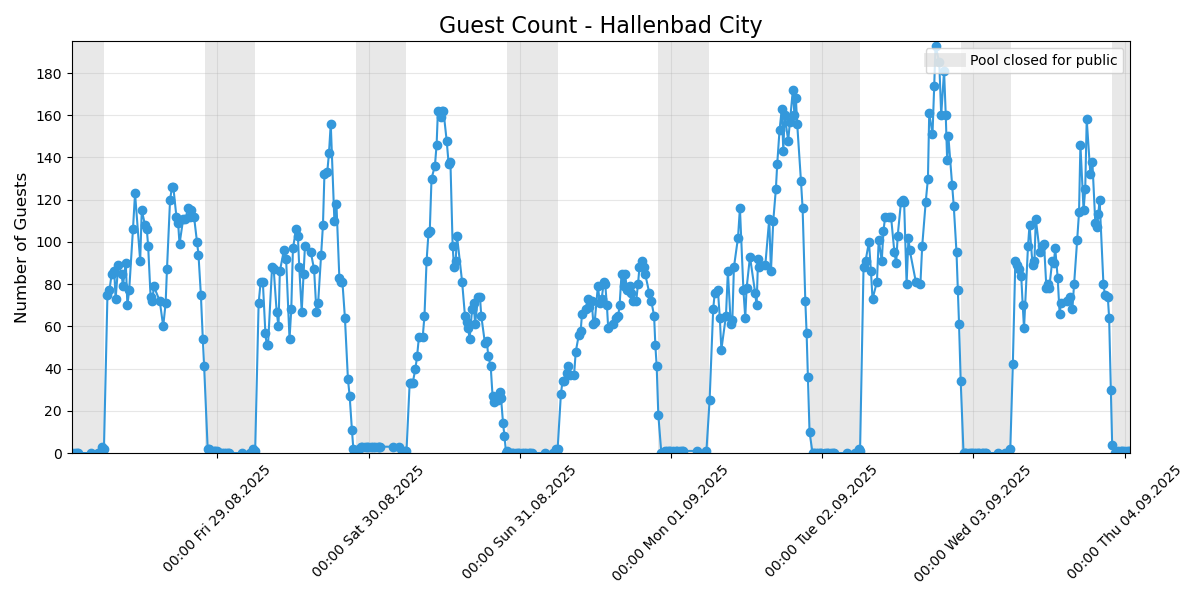 Guest Count - Hallenbad City
Pool closed for public
Number of Guests
180
160
140
120
100
80
60
40
20
0
00:00 Fri 29.08.2025
00:00 Sat 30.08.2025
00:00 Sun 31.08.2025
00:00 Mon 01.09.2025
00:00 Tue 02.09.2025
00:00 Wed 03.09.2025
00:00 Thu 04.09.2025